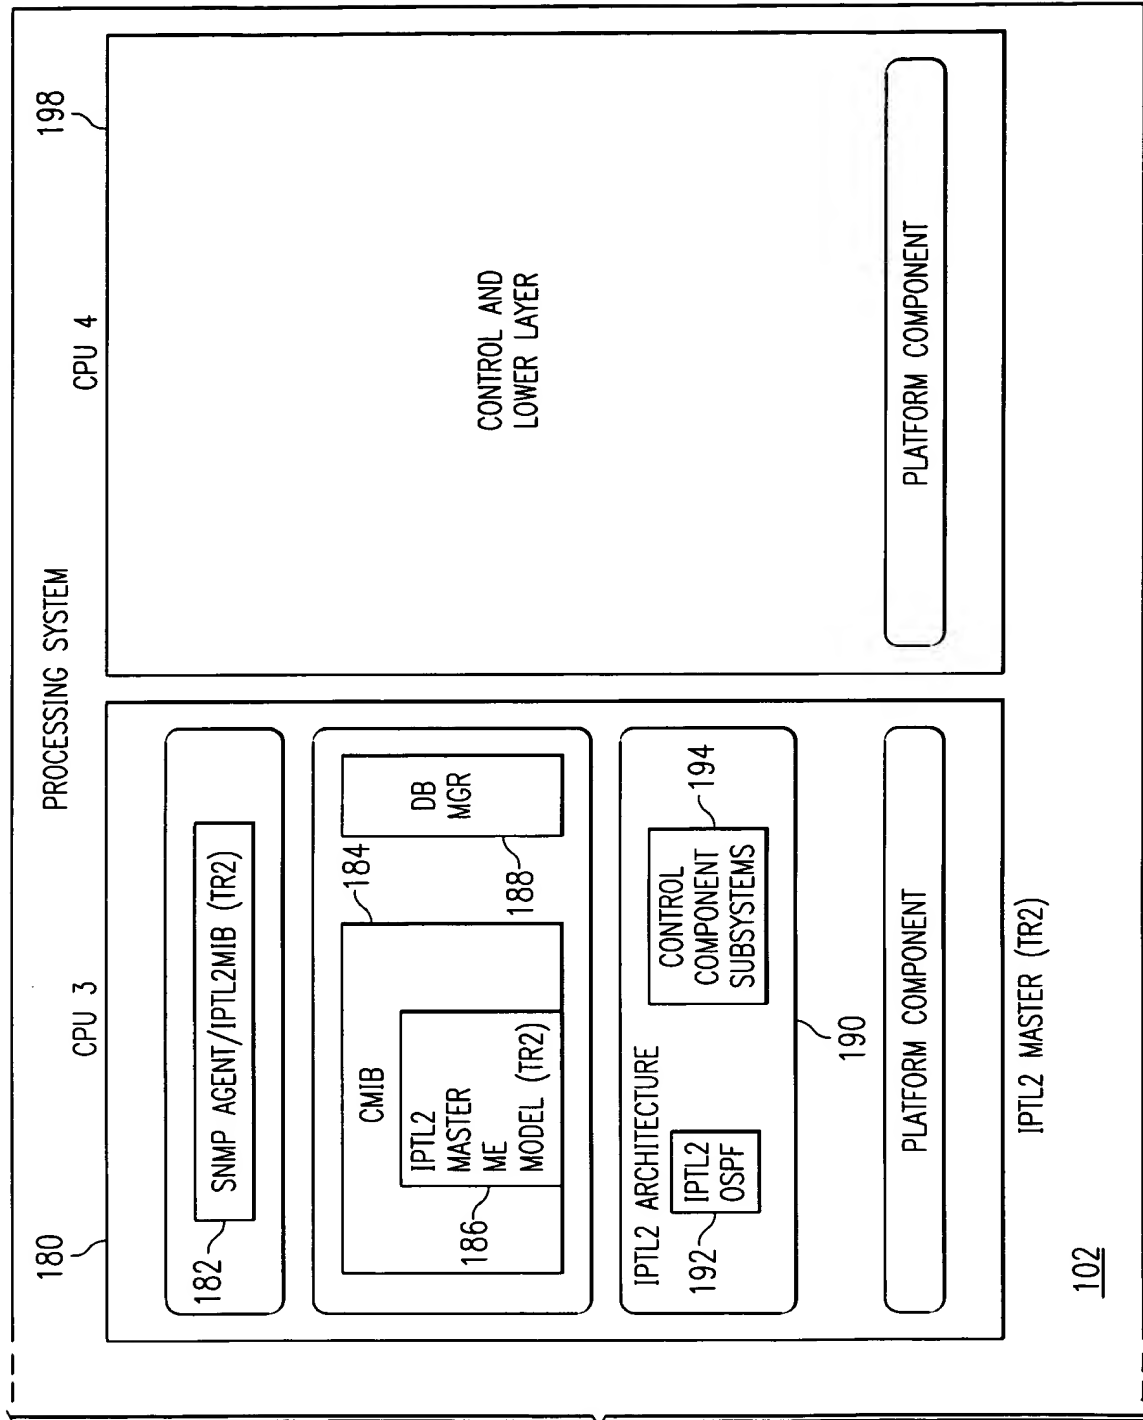 PROCESSING SYSTEM
CPU 3
180
182
SNMP AGENT/IPTL2MIB (TR2)
CMIB
184
IPTL2
MASTER
ME
MODEL (TR2)
186
DB
MGR
188
IPTL2 ARCHITECTURE
IPTL2
OSPF
192
CONTROL
COMPONENT
SUBSYSTEMS
194
190
PLATFORM COMPONENT
CPU 4
198
CONTROL AND
LOWER LAYER
PLATFORM COMPONENT
IPTL2 MASTER (TR2)
102